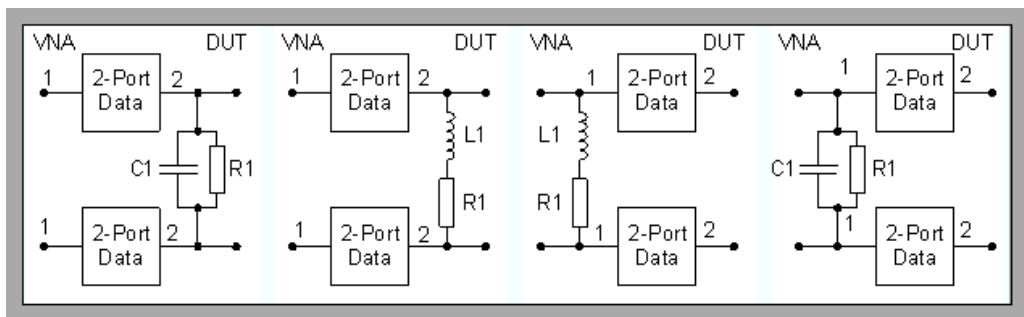 VNA DUT
1 2-Port Data 2
C1 R1
1 2-Port Data 2
VNA DUT
1 2-Port Data 2
L1
R1
1 2-Port Data 2
VNA DUT
1 2-Port Data 2
L1
R1
1 2-Port Data 2
VNA DUT
1 2-Port Data 2
C1 R1
1 2-Port Data 2